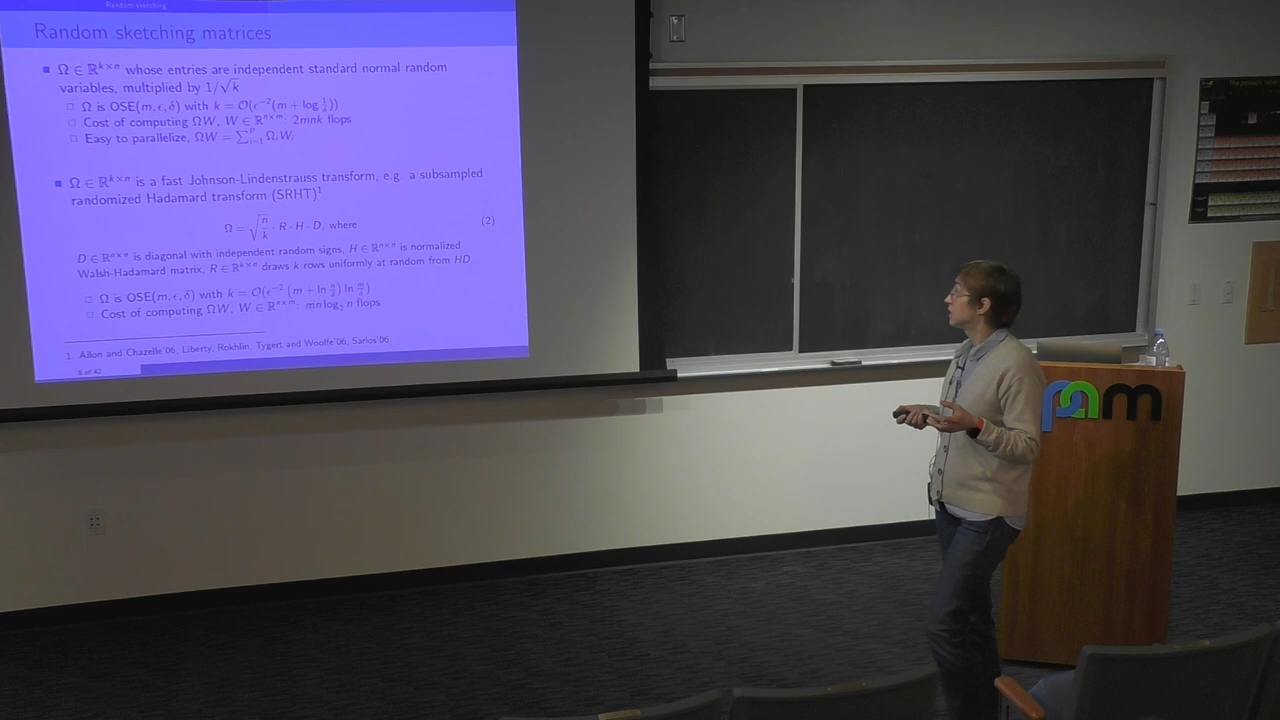 Random sketching
Random sketching matrices
■ Ω ∈ ℝ^{k×n} whose entries are independent standard normal random
variables, multiplied by 1/√k
□ Ω is OSE(m, ε, δ) with k = 𝒪(ε⁻²(m + log 1/δ))
□ Cost of computing ΩW, W ∈ ℝ^{n×m}: 2mnk flops
□ Easy to parallelize, ΩW = ∑_{i=1}^{P} Ω_i W_i
■ Ω ∈ ℝ^{k×n} is a fast Johnson-Lindenstrauss transform, e.g. a subsampled
randomized Hadamard transform (SRHT)¹
Ω = √(n/k) · R · H · D, where (2)
D ∈ ℝ^{n×n} is diagonal with independent random signs, H ∈ ℝ^{n×n} is normalized
Walsh-Hadamard matrix, R ∈ ℝ^{k×n} draws k rows uniformly at random from HD.
□ Ω is OSE(m, ε, δ) with k = 𝒪(ε⁻² (m + ln n/δ) ln m/δ)
□ Cost of computing ΩW, W ∈ ℝ^{n×m}: mn log₂ n flops
1. Ailon and Chazelle'06, Liberty, Rokhlin, Tygert and Woolfe'06, Sarlos'06.
8 of 42
pam